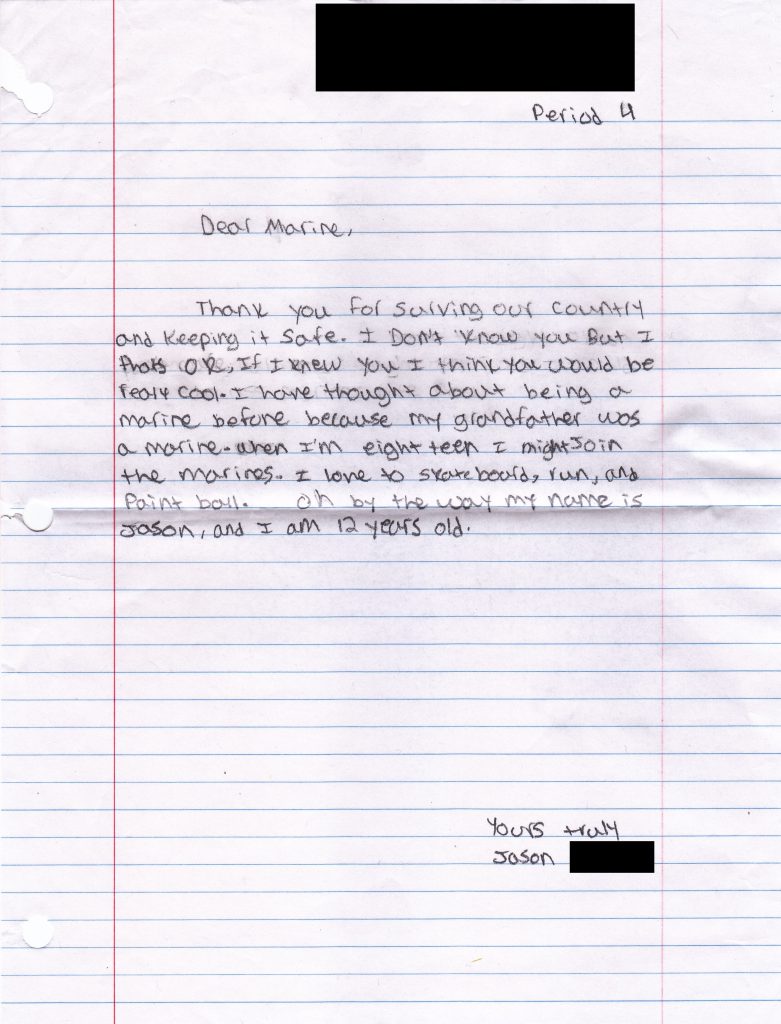 Period 4
Dear Marine,
Thank you for surving our country
and keeping it safe. I Don't know you But I
thats OK, If I knew you I think you would be
realy cool. I have thought about being a
marine before because my grandfather was
a marine. when I'm eight teen I might Join
the marines. I love to skateboard, run, and
Paint ball. Oh by the way my name is
Jason, and I am 12 years old.
Yours truly
Jason